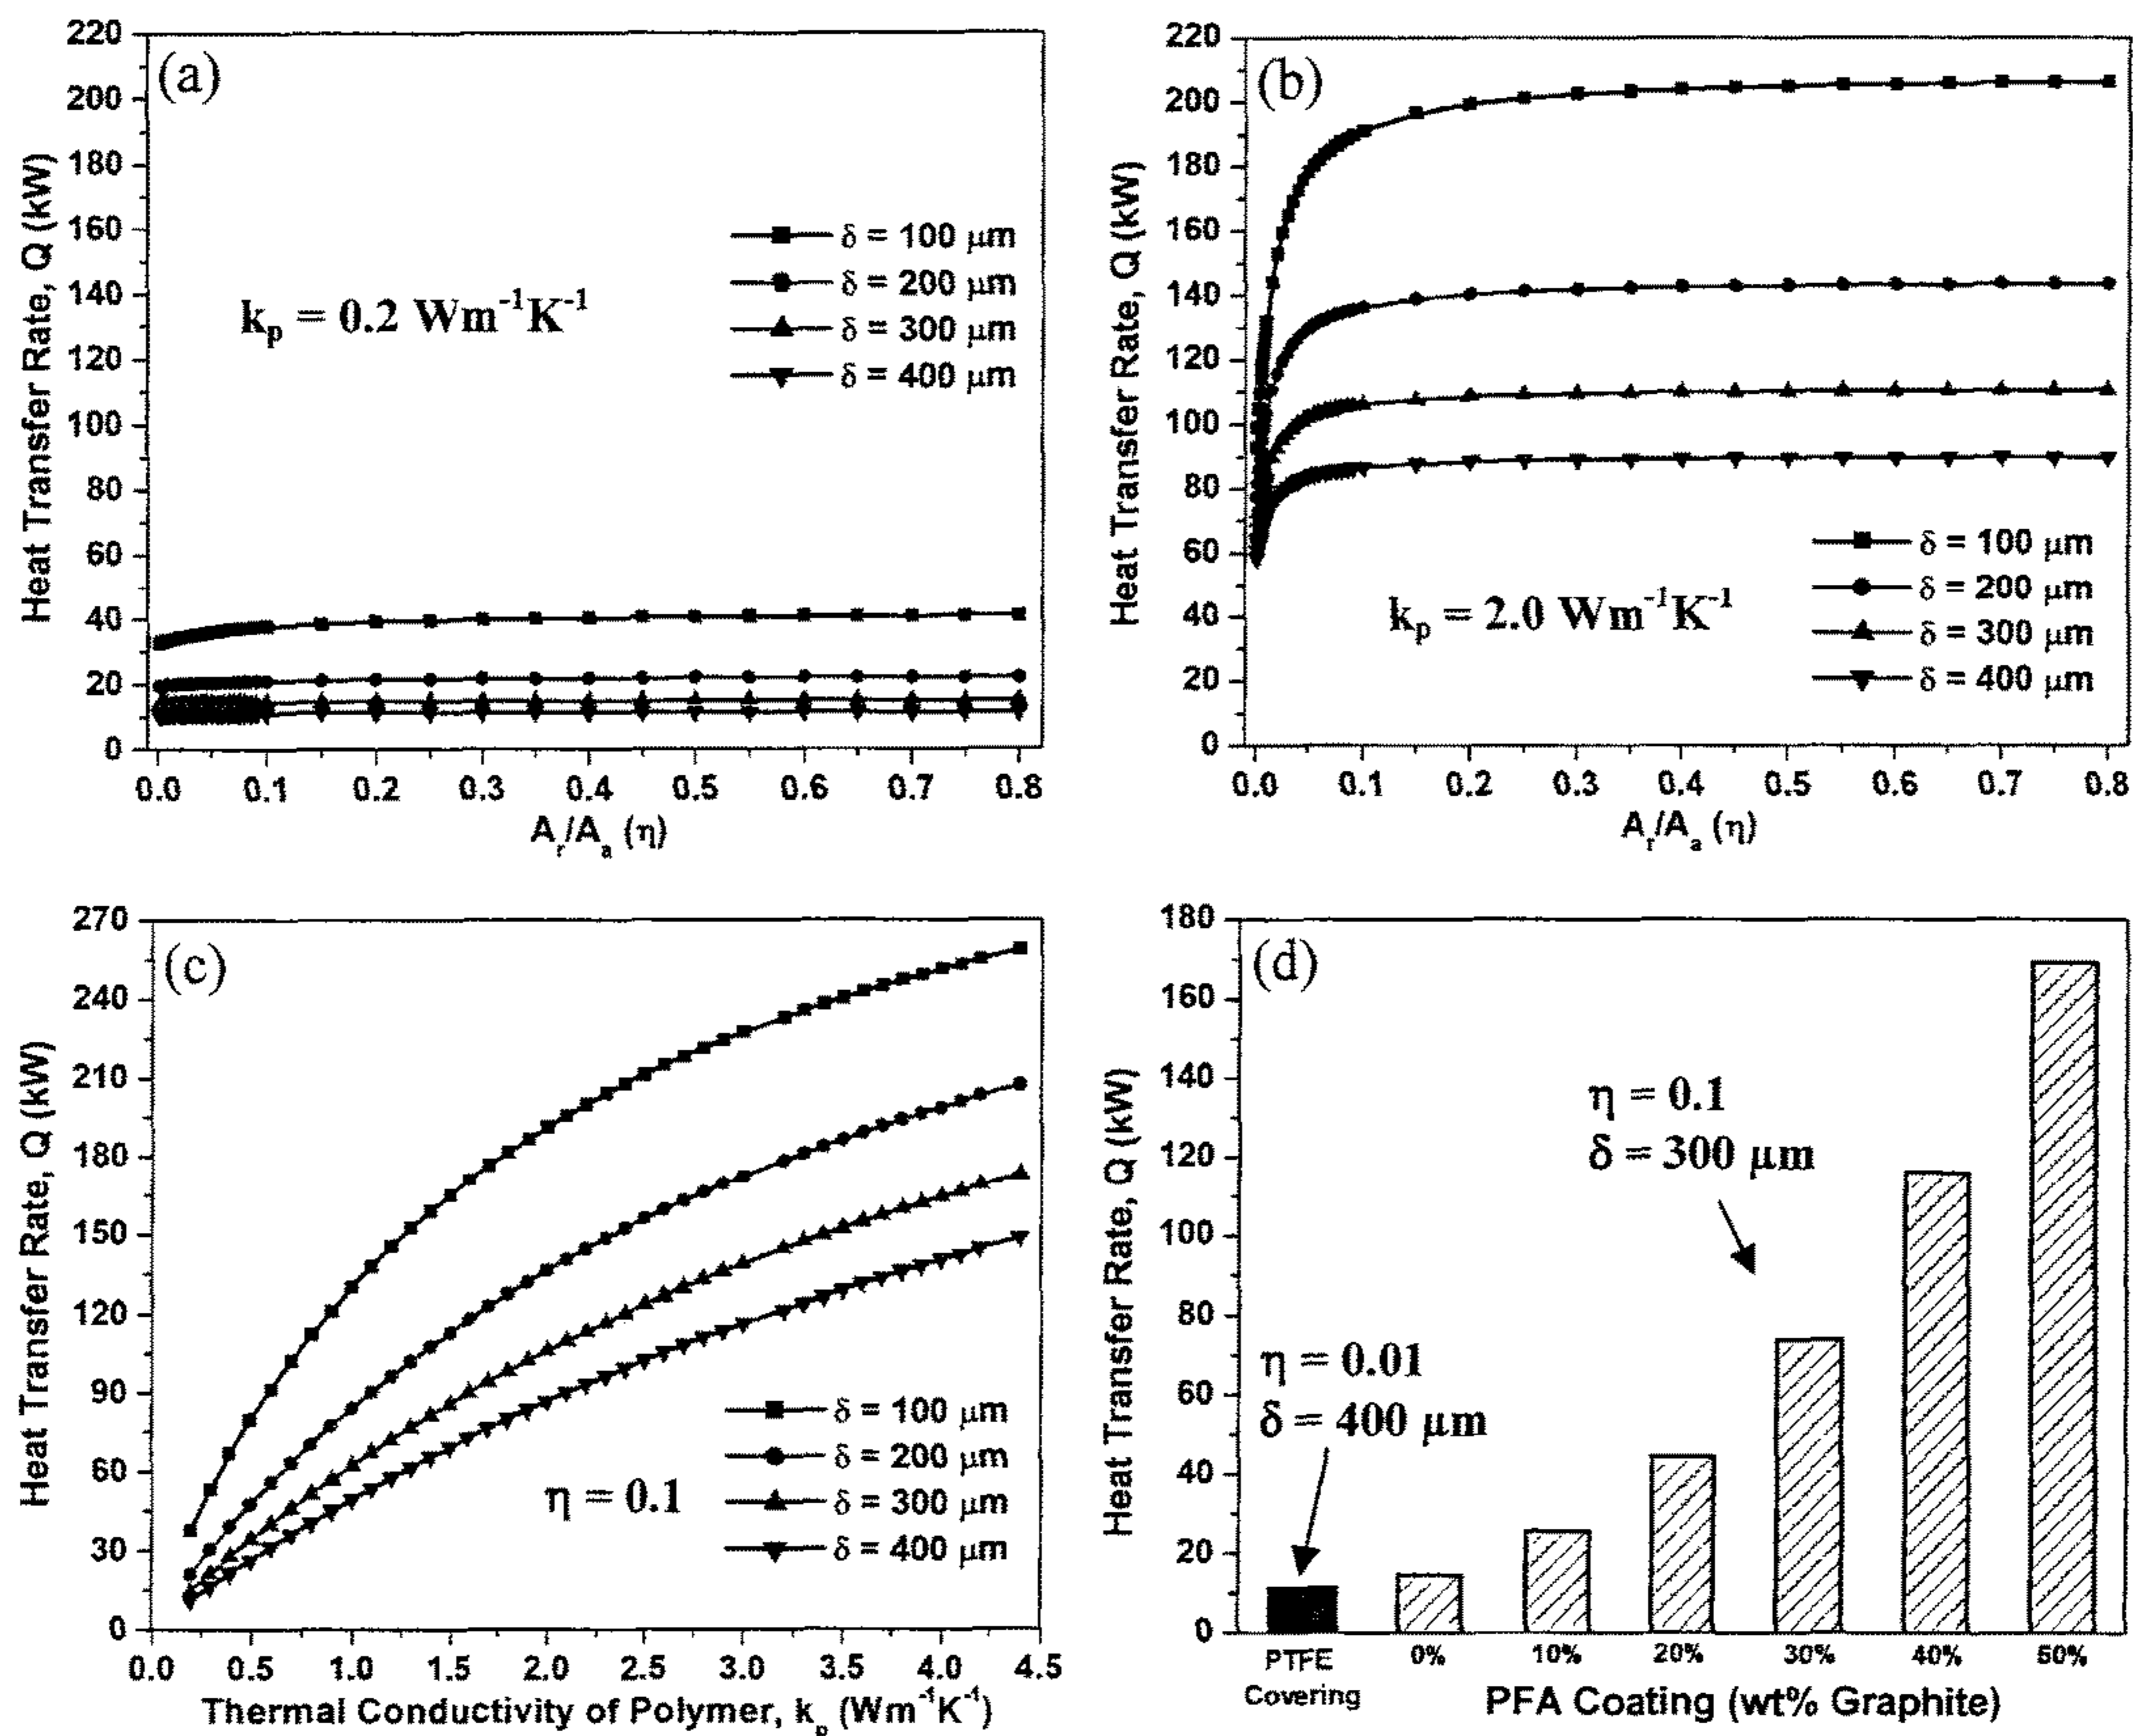 (a)
Heat Transfer Rate, Q (kW)
220
200
180
160
140
120
100
80
60
40
20
0
k_p = 0.2 Wm⁻¹K⁻¹
δ = 100 μm
δ = 200 μm
δ = 300 μm
δ = 400 μm
0.0 0.1 0.2 0.3 0.4 0.5 0.6 0.7 0.8
A_r/A_a (η)
(b)
Heat Transfer Rate, Q (kW)
220
200
180
160
140
120
100
80
60
40
20
0
δ = 100 μm
δ = 200 μm
δ = 300 μm
δ = 400 μm
k_p = 2.0 Wm⁻¹K⁻¹
0.0 0.1 0.2 0.3 0.4 0.5 0.6 0.7 0.8
A_r/A_a (η)
(c)
Heat Transfer Rate, Q (kW)
270
240
210
180
150
120
90
60
30
0
δ = 100 μm
δ = 200 μm
δ = 300 μm
δ = 400 μm
η = 0.1
0.0 0.5 1.0 1.5 2.0 2.5 3.0 3.5 4.0 4.5
Thermal Conductivity of Polymer, k_p (Wm⁻¹K⁻¹)
(d)
Heat Transfer Rate, Q (kW)
180
160
140
120
100
80
60
40
20
0
η = 0.1
δ = 300 μm
η = 0.01
δ = 400 μm
PTFE
Covering
0% 10% 20% 30% 40% 50%
PFA Coating (wt% Graphite)